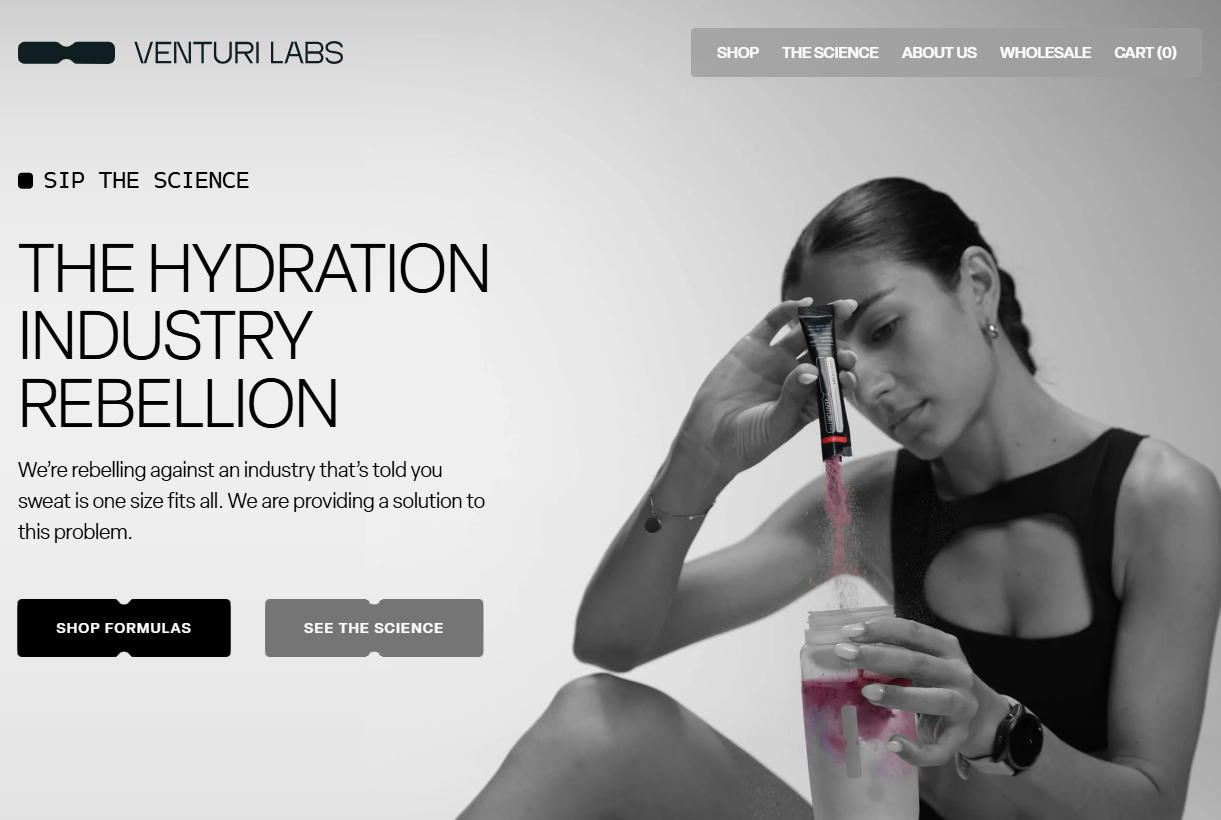 VENTURI LABS
SHOP THE SCIENCE ABOUT US WHOLESALE CART (0)
SIP THE SCIENCE
THE HYDRATION
INDUSTRY
REBELLION
We’re rebelling against an industry that’s told you
sweat is one size fits all. We are providing a solution to
this problem.
SHOP FORMULAS
SEE THE SCIENCE
VENTURI